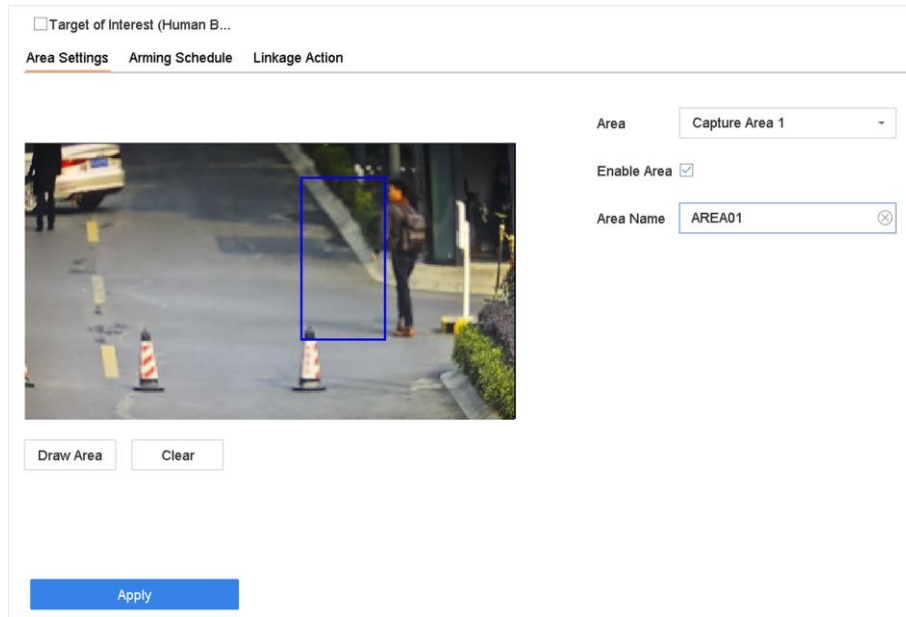 Target of Interest (Human B...
Area Settings Arming Schedule Linkage Action
Area Capture Area 1
Enable Area
Area Name AREA01
Draw Area Clear
Apply